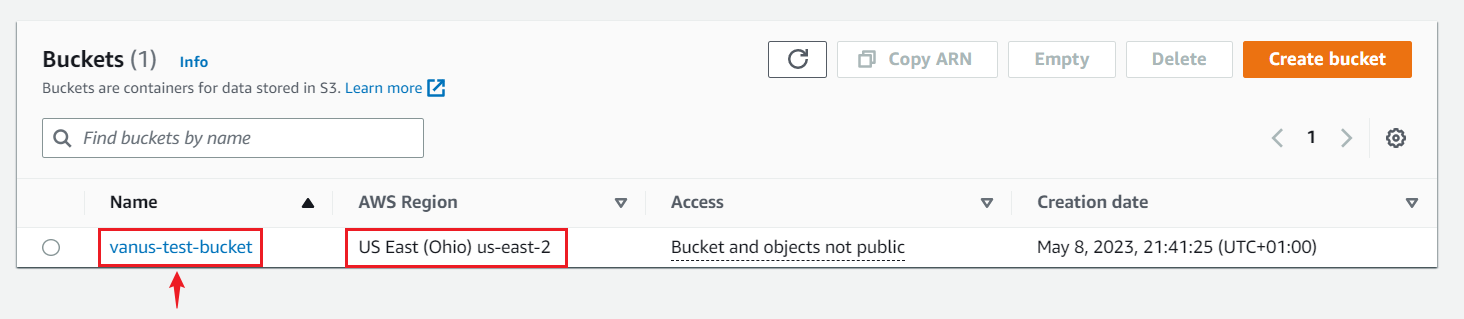 Buckets (1) Info
Copy ARN Empty Delete Create bucket
Buckets are containers for data stored in S3. Learn more
Find buckets by name
1
Name AWS Region Access Creation date
vanus-test-bucket US East (Ohio) us-east-2 Bucket and objects not public May 8, 2023, 21:41:25 (UTC+01:00)